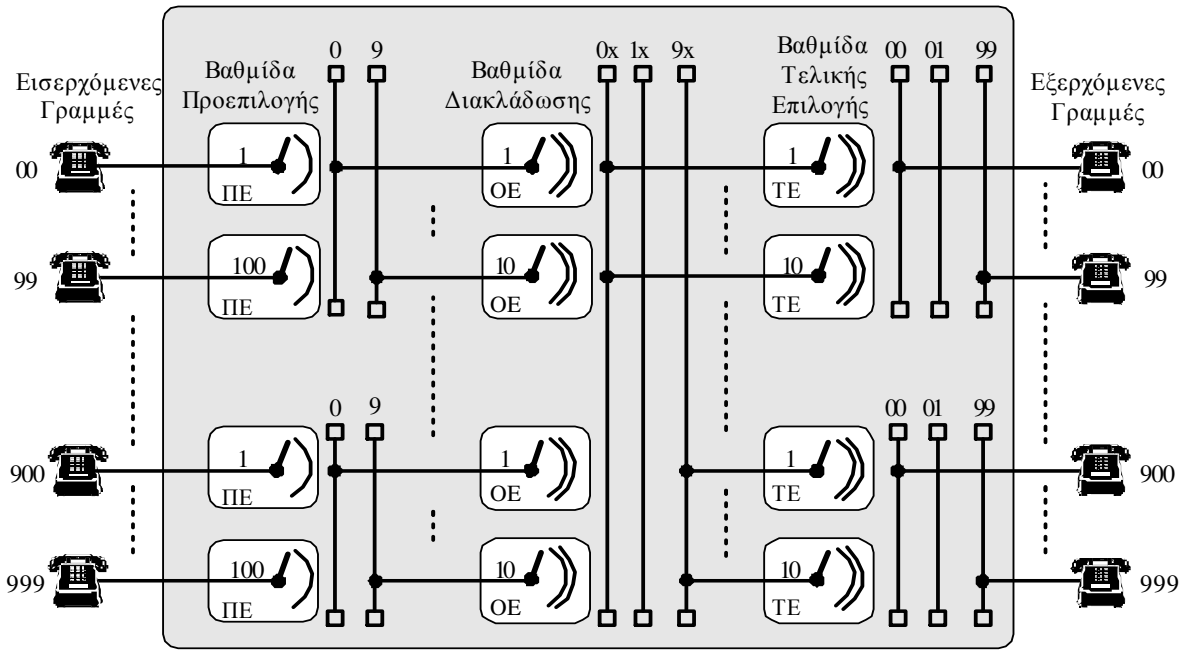 0 9 0x 1x 9x 00 01 99
Εισερχόμενες
Γραμμές
Βαθμίδα
Προεπιλογής
Βαθμίδα
Διακλάδωσης
Βαθμίδα
Τελικής
Επιλογής
Εξερχόμενες
Γραμμές
00 1 ΠΕ 1 ΟΕ 1 ΤΕ 00
99 100 ΠΕ 10 ΟΕ 10 ΤΕ 99
0 9 00 01 99
900 1 ΠΕ 1 ΟΕ 1 ΤΕ 900
999 100 ΠΕ 10 ΟΕ 10 ΤΕ 999